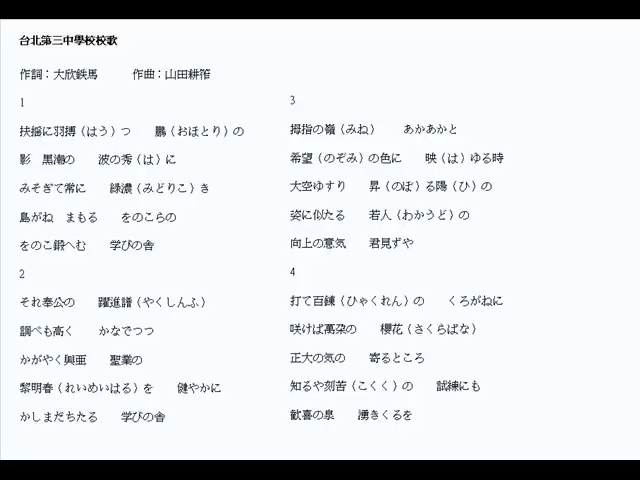 台北第三中學校校歌
作詞：大欣鉄馬　　　作曲：山田耕筰
1
扶揺に羽搏（はう）つ　　鵬（おほとり）の
影　黒潮の　　波の秀（ほ）に
みそぎて常に　　緑濃（みどりこ）き
島がね　まもる　　をのこらの
をのこ鍛へむ　　学びの舎
2
それ奉公の　　躍進譜（やくしんふ）
調べも高く　　かなでつつ
かがやく興亜　　聖業の
黎明春（れいめいはる）を　　健やかに
かしまだちたる　　学びの舎
3
拇指の嶺（みね）　　あかあかと
希望（のぞみ）の色に　　映（は）ゆる時
大空ゆすり　　昇（のぼ）る陽（ひ）の
姿に似たる　　若人（わかうど）の
向上の意気　　君見ずや
4
打て百錬（ひゃくれん）の　　くろがねに
咲けば萬朶の　　櫻花（さくらばな）
正大の気の　　寄るところ
知るや刻苦（こくく）の　　試練にも
歓喜の泉　　湧きくるを